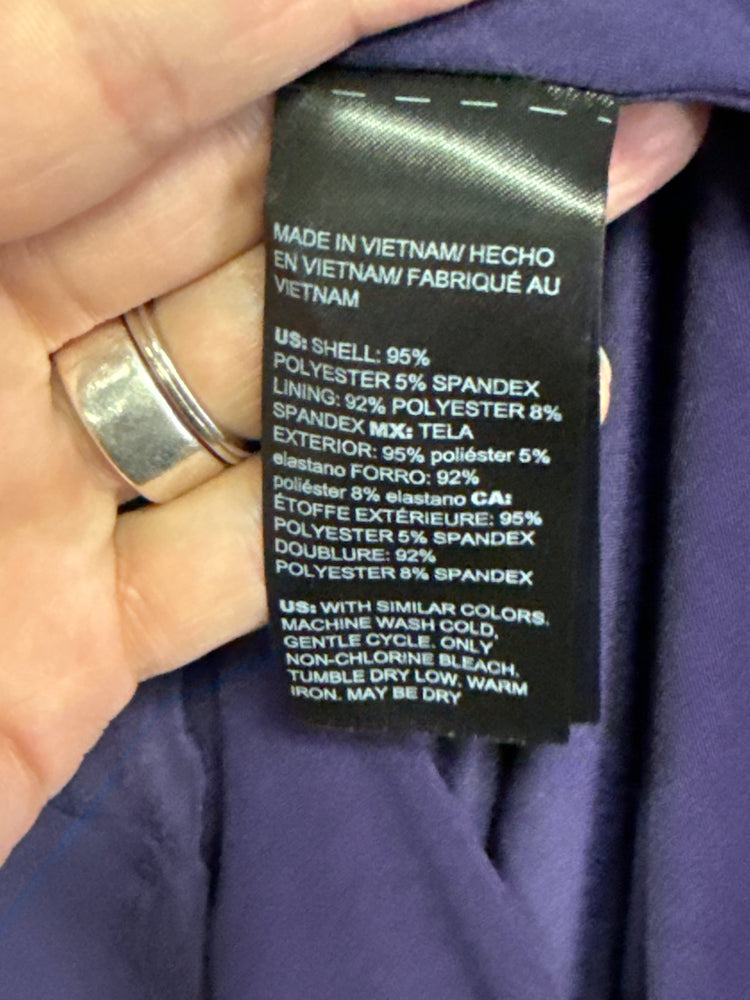 MADE IN VIETNAM/ HECHO
EN VIETNAM/ FABRIQUÉ AU
VIETNAM
US: SHELL: 95%
POLYESTER 5% SPANDEX
LINING: 92% POLYESTER 8%
SPANDEX MX: TELA
EXTERIOR: 95% poliéster 5%
elastano FORRO: 92%
poliéster 8% elastano CA:
ÉTOFFE EXTÉRIEURE: 95%
POLYESTER 5% SPANDEX
DOUBLURE: 92%
POLYESTER 8% SPANDEX
US: WITH SIMILAR COLORS.
MACHINE WASH COLD,
GENTLE CYCLE. ONLY
NON-CHLORINE BLEACH.
TUMBLE DRY LOW. WARM
IRON. MAY BE DRY